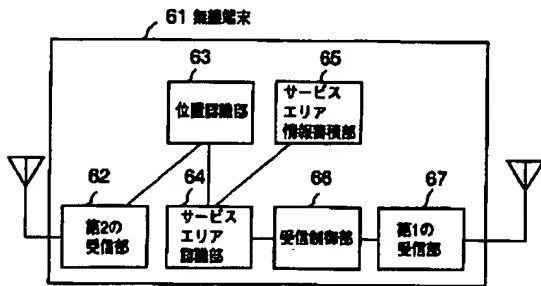 61 無線端末
63
位置認識部
65
サービス
エリア
情報蓄積部
62
第2の
受信部
64
サービス
エリア
認識部
66
受信制御部
67
第1の
受信部